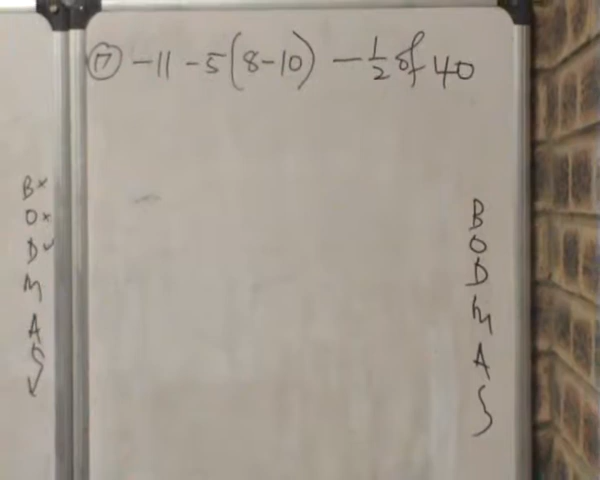 B×
O×
D✓
M
A
S
⑰ -11 -5(8-10) - 1/2 of 40
B
O
D
M
A
S